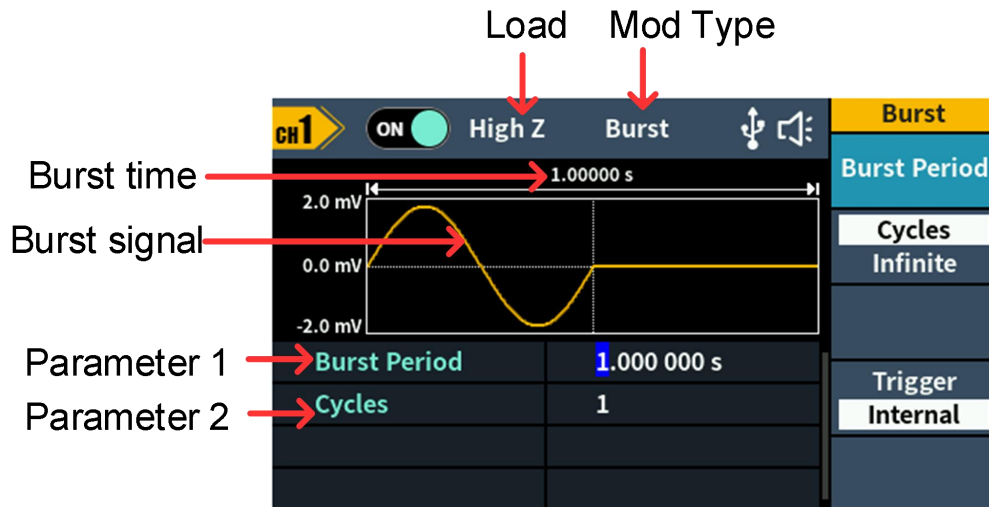 Load Mod Type
CH1 ON High Z Burst Burst
Burst time 1.00000 s Burst Period
2.0 mV
Burst signal Cycles
0.0 mV Infinite
-2.0 mV
Parameter 1 Burst Period 1.000 000 s
Trigger
Parameter 2 Cycles 1 Internal